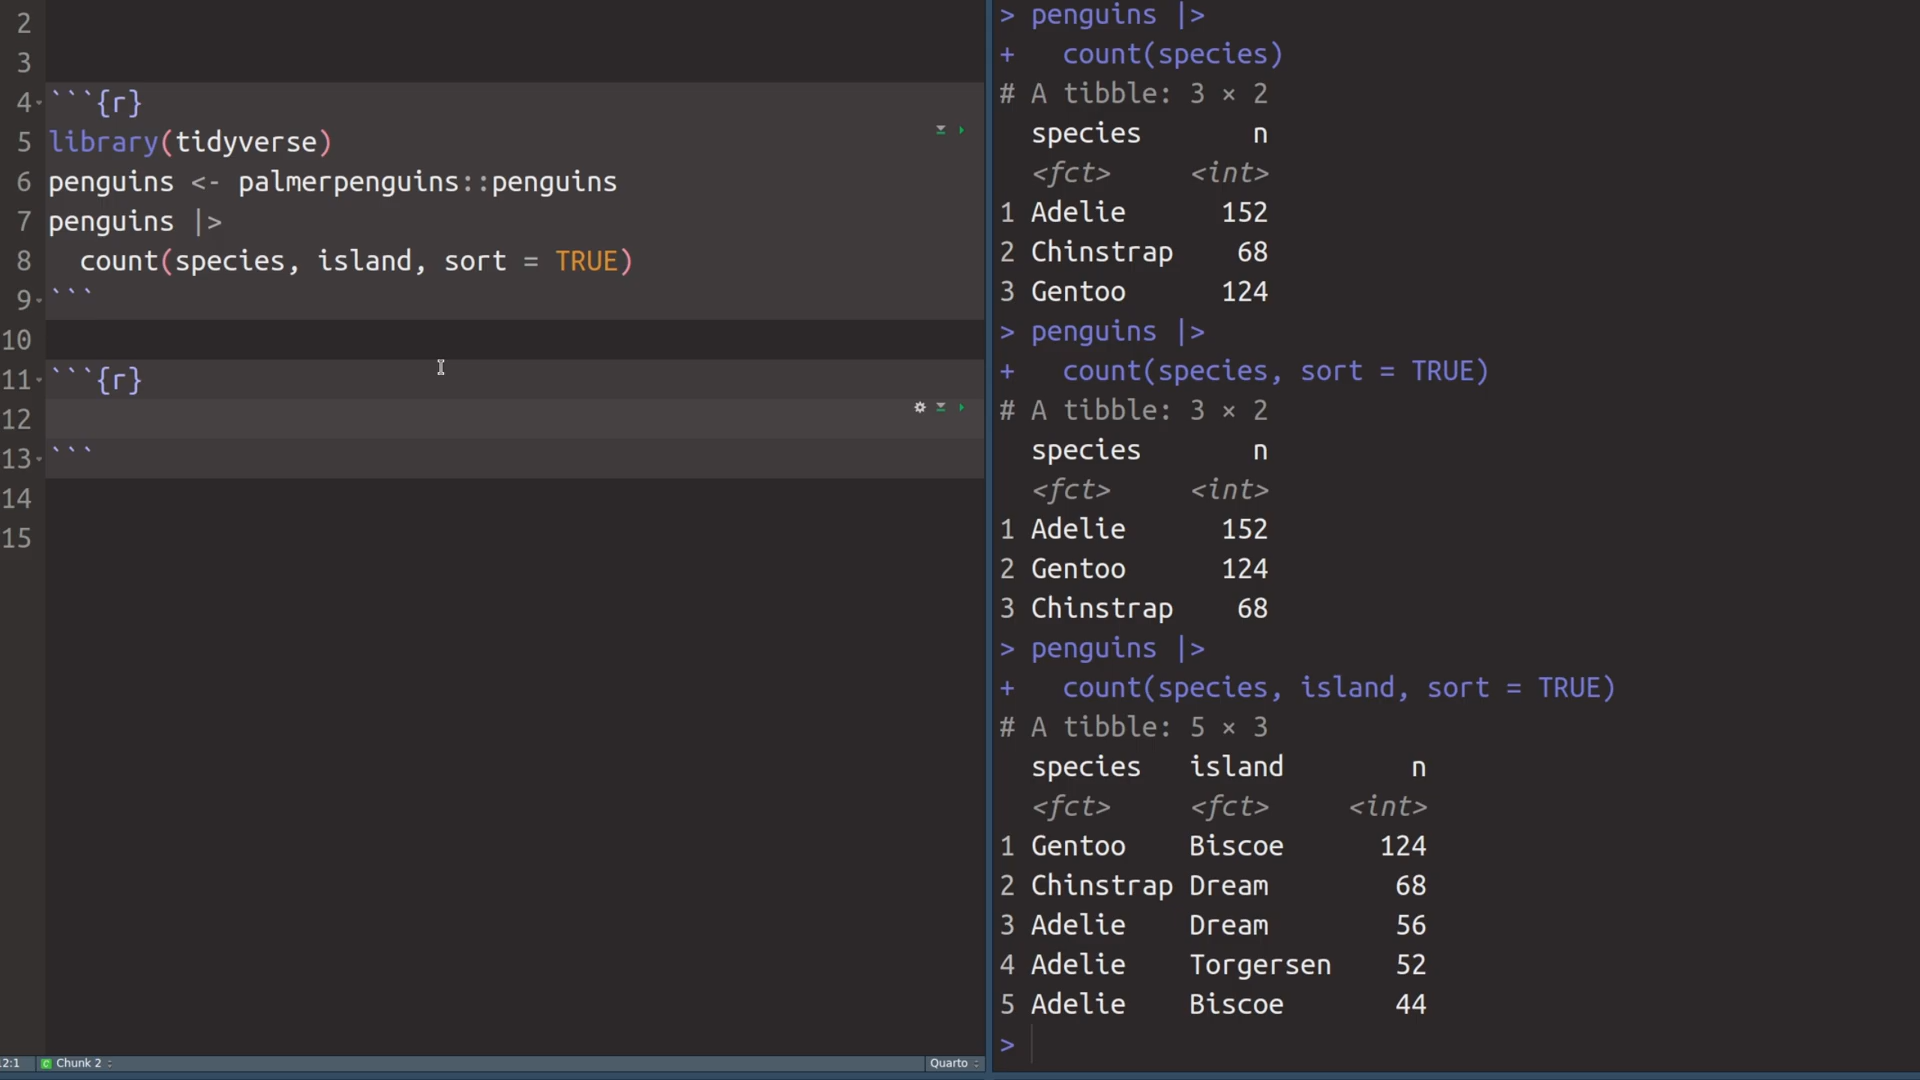 2
3
4 ```{r}
5 library(tidyverse)
6 penguins <- palmerpenguins::penguins
7 penguins |>
8   count(species, island, sort = TRUE)
9 ```
10
11 ```{r}
12
13 ```
14
15
2:1 Chunk 2 Quarto
> penguins |>
+   count(species)
# A tibble: 3 × 2
  species       n
  <fct>     <int>
1 Adelie      152
2 Chinstrap    68
3 Gentoo      124
> penguins |>
+   count(species, sort = TRUE)
# A tibble: 3 × 2
  species       n
  <fct>     <int>
1 Adelie      152
2 Gentoo      124
3 Chinstrap    68
> penguins |>
+   count(species, island, sort = TRUE)
# A tibble: 5 × 3
  species   island        n
  <fct>     <fct>     <int>
1 Gentoo    Biscoe      124
2 Chinstrap Dream        68
3 Adelie    Dream        56
4 Adelie    Torgersen    52
5 Adelie    Biscoe       44
>